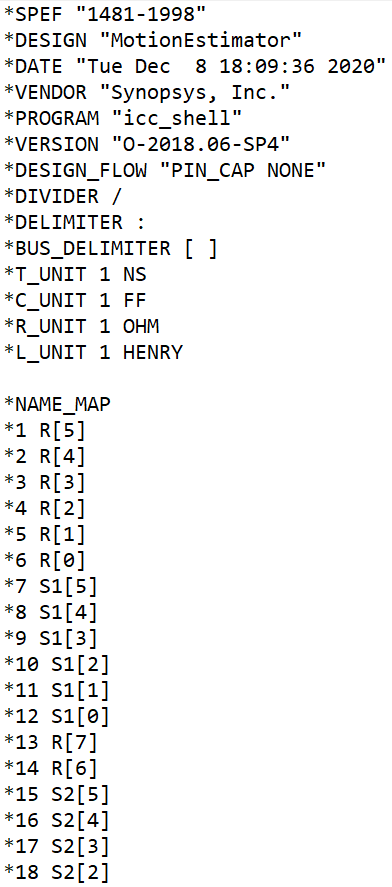 *SPEF "1481-1998"
*DESIGN "MotionEstimator"
*DATE "Tue Dec  8 18:09:36 2020"
*VENDOR "Synopsys, Inc."
*PROGRAM "icc_shell"
*VERSION "O-2018.06-SP4"
*DESIGN_FLOW "PIN_CAP NONE"
*DIVIDER /
*DELIMITER :
*BUS_DELIMITER [ ]
*T_UNIT 1 NS
*C_UNIT 1 FF
*R_UNIT 1 OHM
*L_UNIT 1 HENRY

*NAME_MAP
*1 R[5]
*2 R[4]
*3 R[3]
*4 R[2]
*5 R[1]
*6 R[0]
*7 S1[5]
*8 S1[4]
*9 S1[3]
*10 S1[2]
*11 S1[1]
*12 S1[0]
*13 R[7]
*14 R[6]
*15 S2[5]
*16 S2[4]
*17 S2[3]
*18 S2[2]